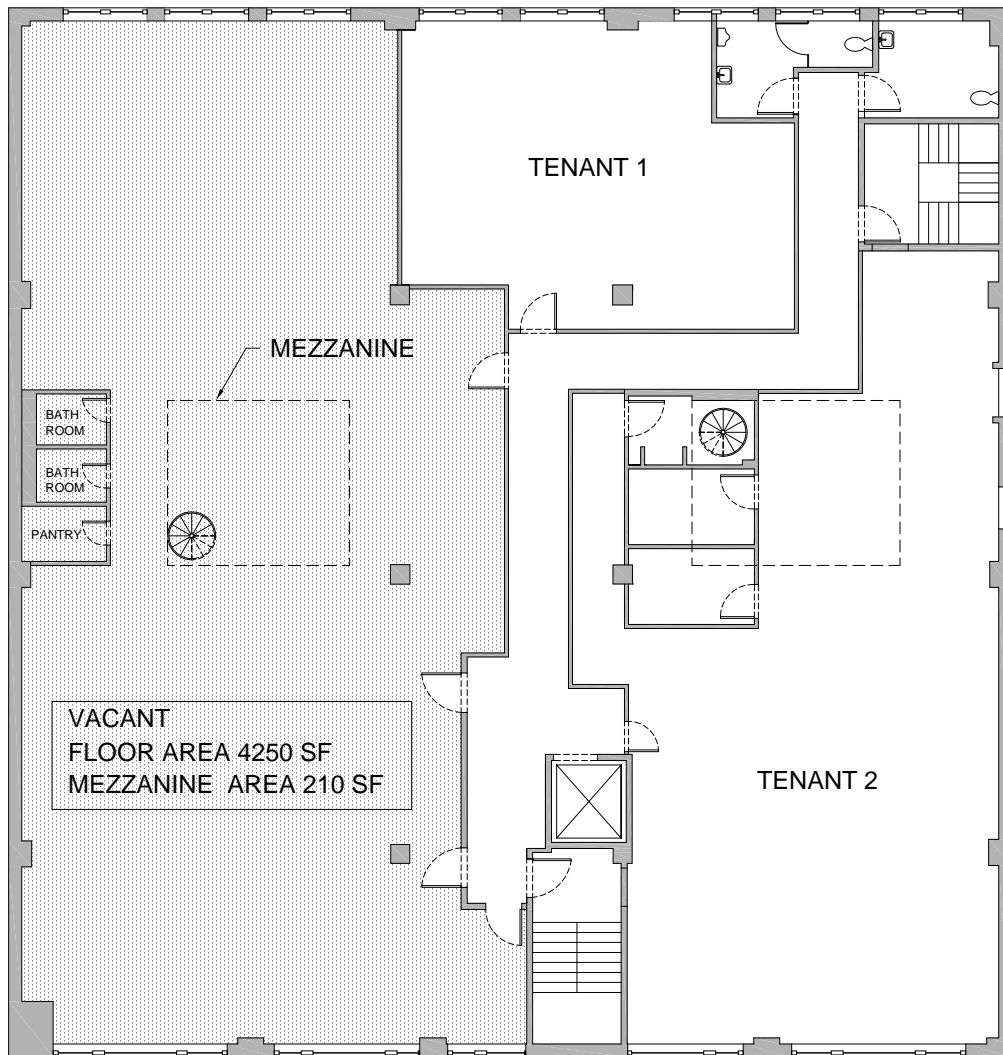 TENANT 1
MEZZANINE
BATH
ROOM
BATH
ROOM
PANTRY
VACANT
FLOOR AREA 4250 SF
MEZZANINE AREA 210 SF
TENANT 2